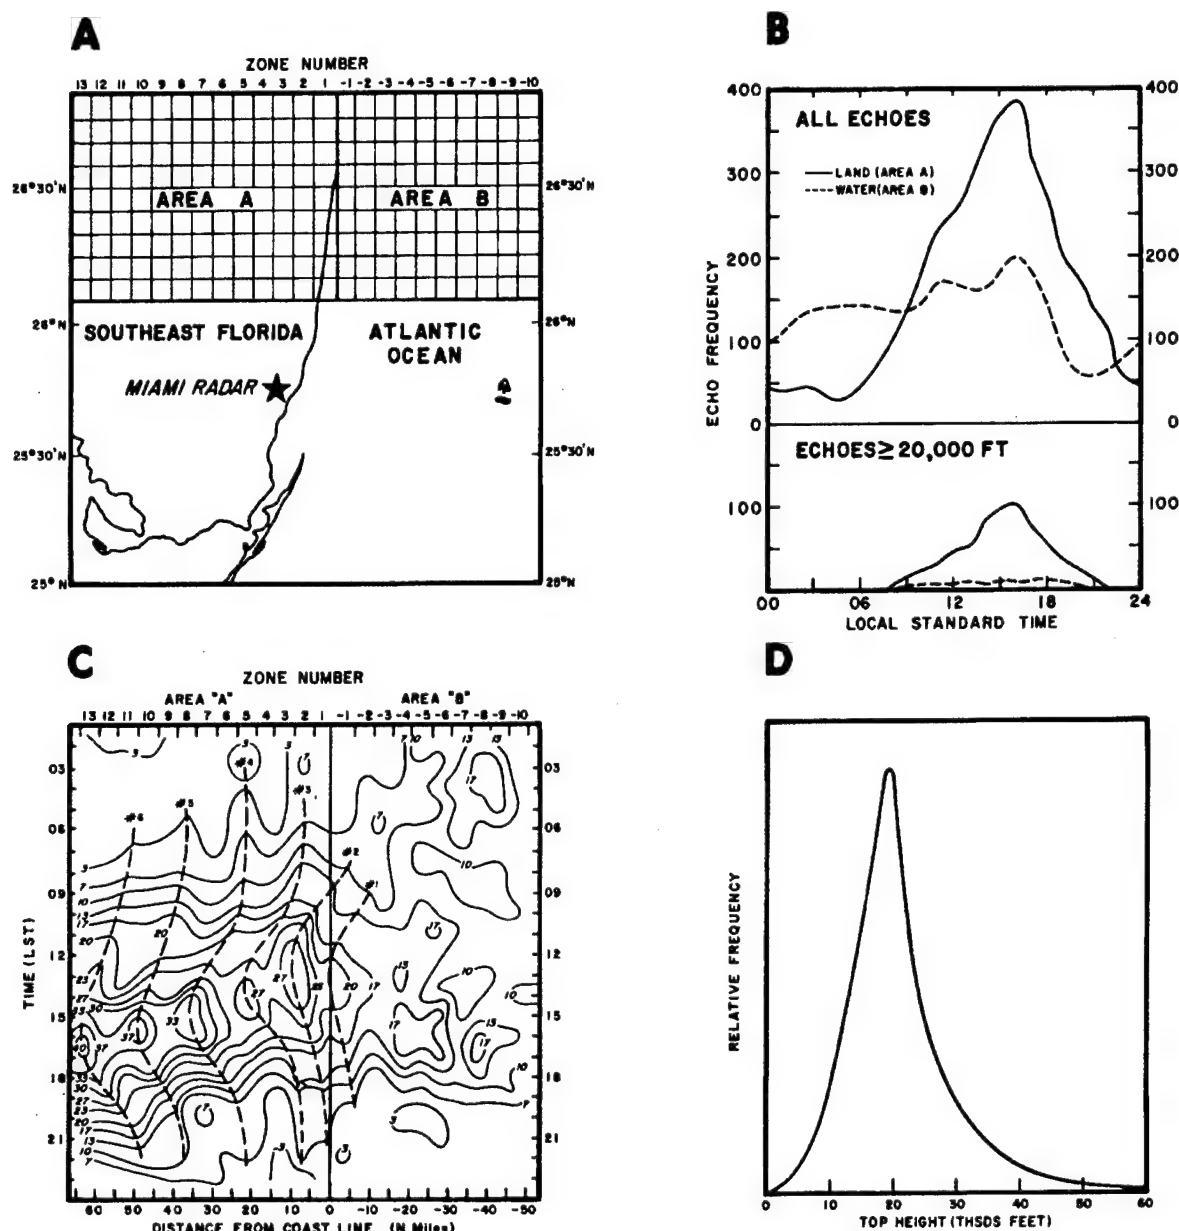 A
ZONE NUMBER
13 12 11 10 9 8 7 6 5 4 3 2 1 -1 -2 -3 -4 -5 -6 -7 -8 -9 -10
26°30'N
AREA A
AREA B
26°30'N
26°N
SOUTHEAST FLORIDA
ATLANTIC
OCEAN
26°N
MIAMI RADAR
25°30'N
25°30'N
25°N
25°N
B
400
400
ALL ECHOES
LAND (AREA A)
WATER (AREA B)
300
300
200
200
100
100
0
0
ECHO FREQUENCY
ECHOES ≥ 20,000 FT
100
100
00 06 12 18 24
LOCAL STANDARD TIME
C
ZONE NUMBER
AREA "A"
AREA "B"
13 12 11 10 9 8 7 6 5 4 3 2 1 -1 -2 -3 -4 -5 -6 -7 -8 -9 -10
TIME (LST)
03 03
06 06
09 09
12 12
15 15
18 18
21 21
#6 #5 #4 #3 #2 #1
60 50 40 30 20 10 0 -10 -20 -30 -40 -50
DISTANCE FROM COAST LINE (N Miles)
D
RELATIVE FREQUENCY
0 10 20 30 40 50 60
TOP HEIGHT (THSDS FEET)